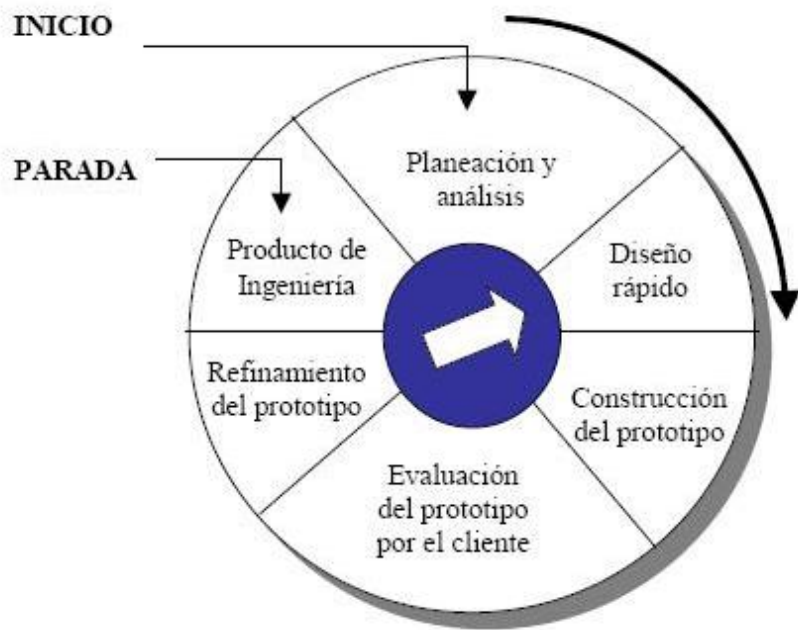 INICIO
PARADA
Planeación y
análisis
Diseño
rápido
Construcción
del prototipo
Evaluación
del prototipo
por el cliente
Refinamiento
del prototipo
Producto de
Ingeniería